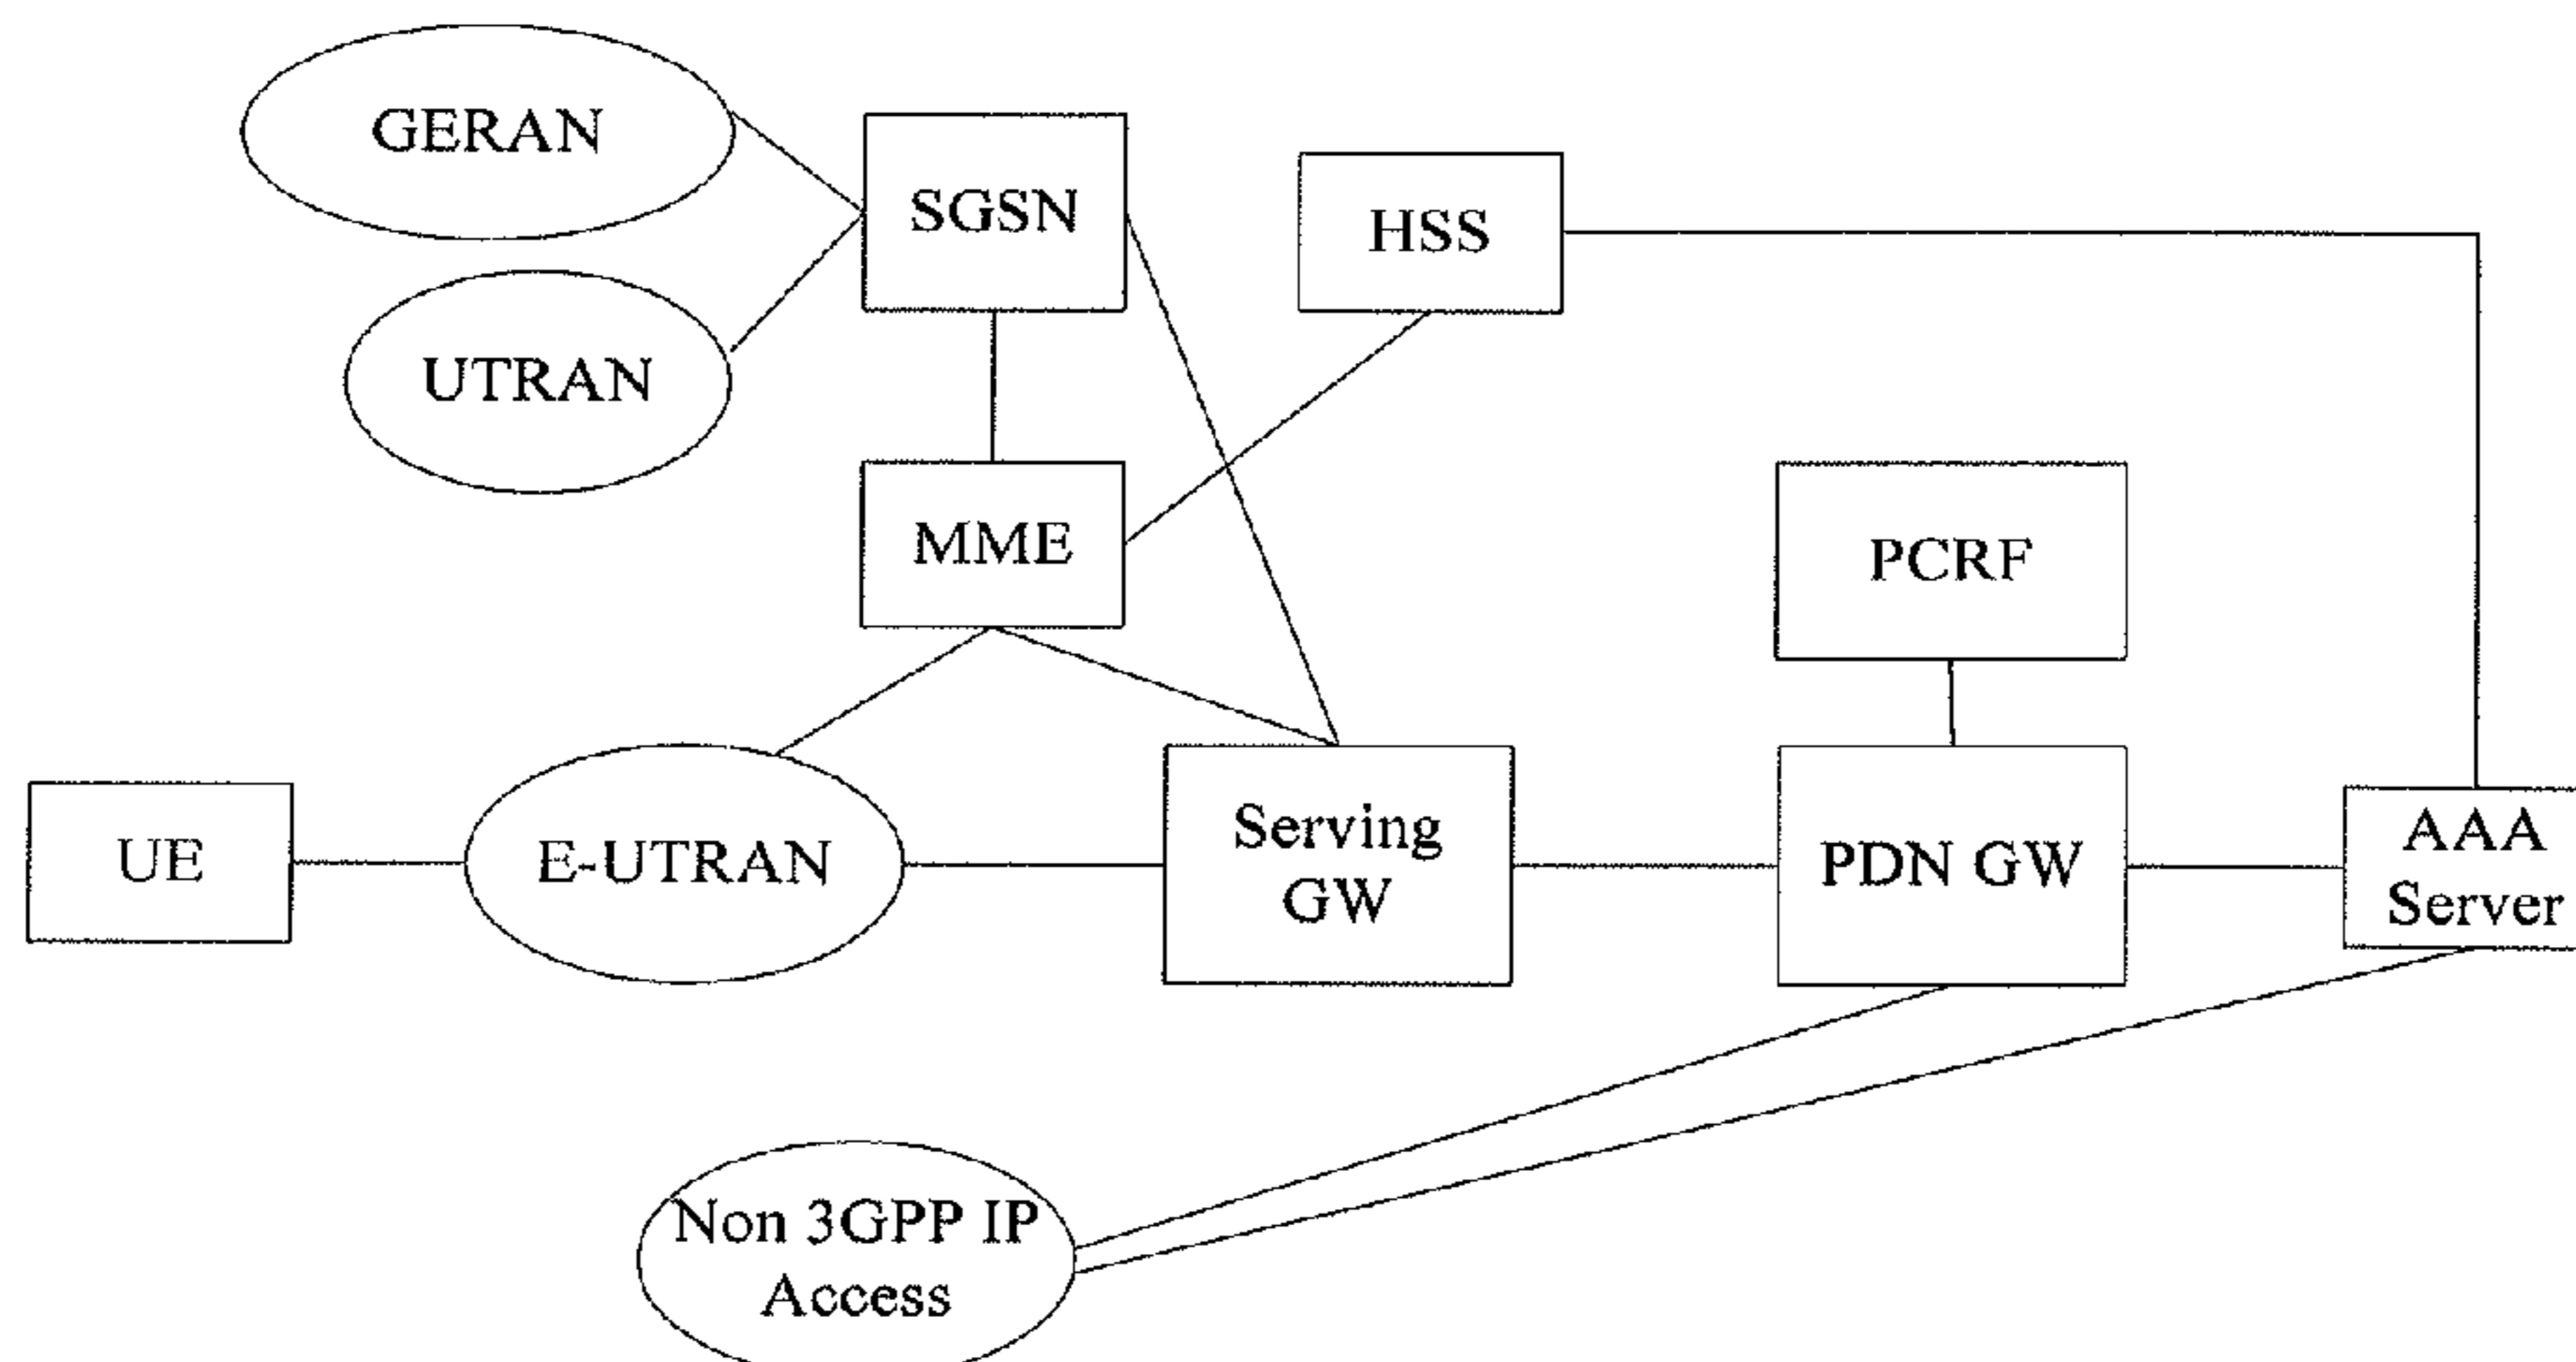 GERAN
SGSN
HSS
UTRAN
MME
PCRF
UE
E-UTRAN
Serving
GW
PDN GW
AAA
Server
Non 3GPP IP
Access